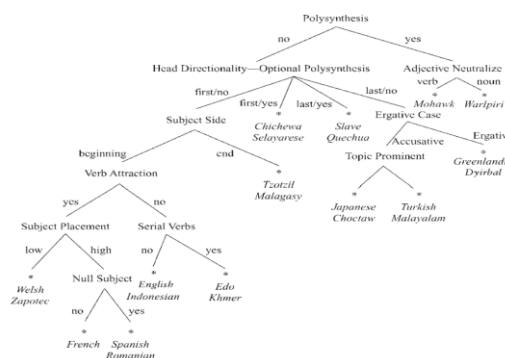 Polysynthesis
no yes
Head Directionality—Optional Polysynthesis Adjective Neutralize
first/no first/yes last/yes last/no verb noun
* *
Mohawk Warlpiri
Subject Side * * Ergative Case
Chichewa Slave
Selayarese Quechua
Accusative Ergativ
beginning end *
Greenlandi
Dyirbal
Verb Attraction * Topic Prominent
Tzotzil
Malagasy
yes no * *
Japanese Turkish
Choctaw Malayalam
Subject Placement Serial Verbs
low high no yes
* Null Subject * *
Welsh English Edo
Zapotec Indonesian Khmer
no yes
* *
French Spanish
Romanian